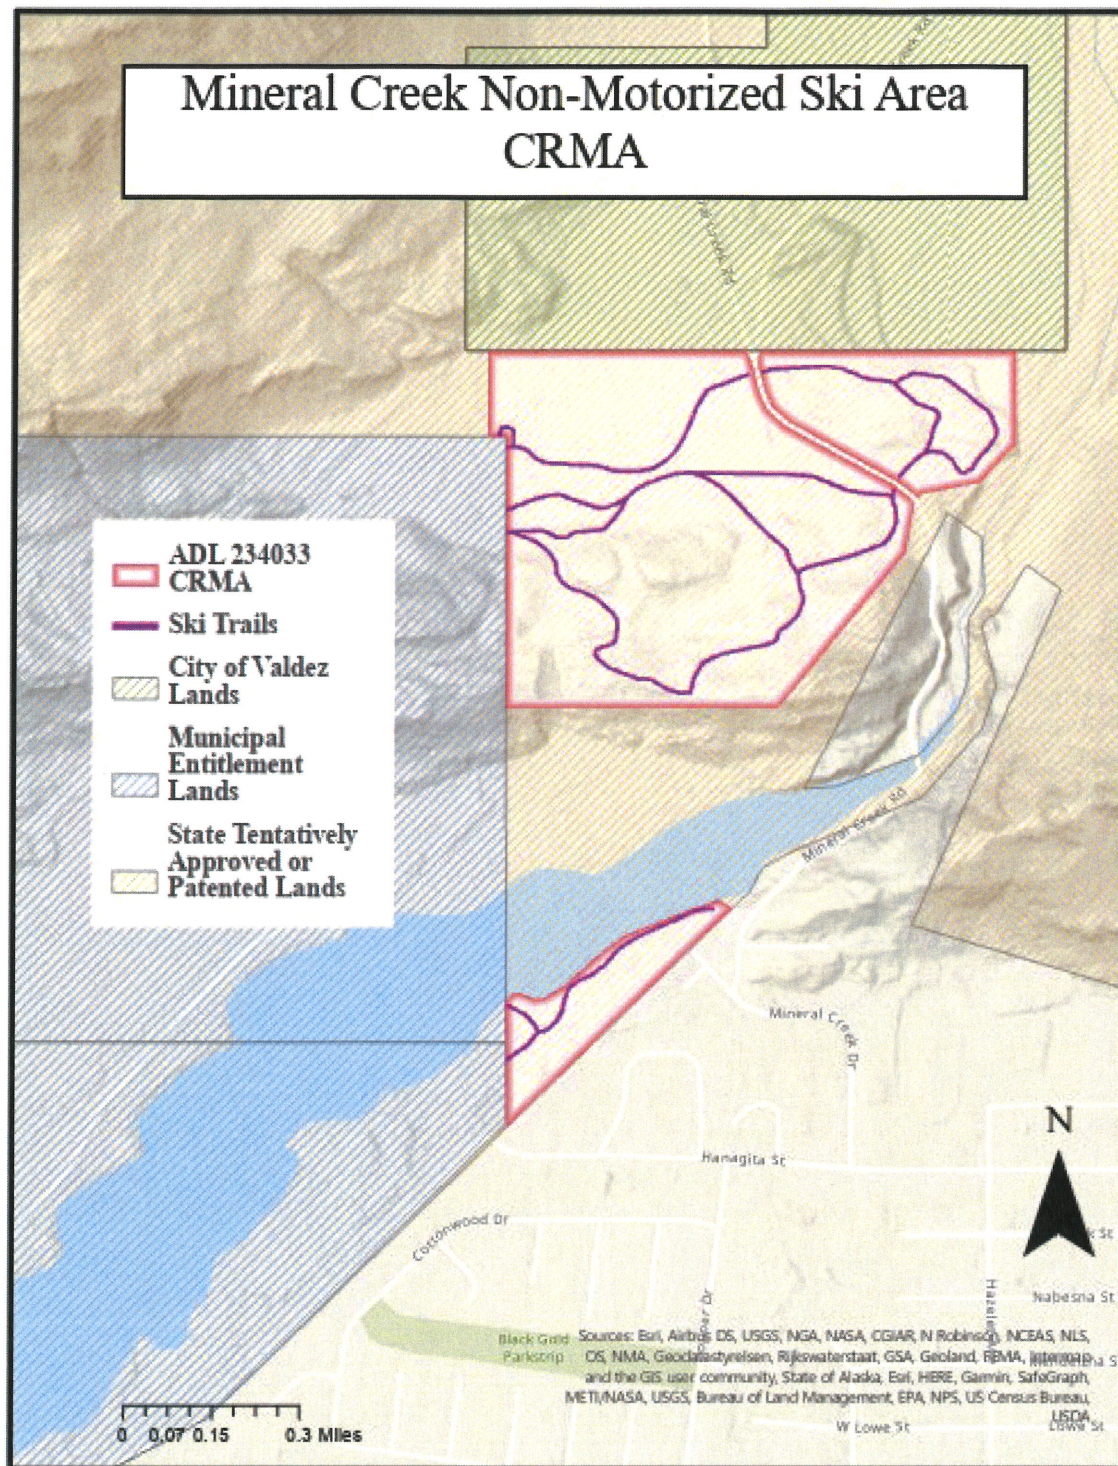 Mineral Creek Non-Motorized Ski Area
CRMA
ADL 234033
CRMA
Ski Trails
City of Valdez
Lands
Municipal
Entitlement
Lands
State Tentatively
Approved or
Patented Lands
Mineral Creek Rd
Mineral Creek Dr
Hanagita St
Cottonwood Dr
N
St
Nabesna St
Black Gold
Parkstrip
Sources: Esri, Airbus DS, USGS, NGA, NASA, CGIAR, N Robinson, NCEAS, NLS,
OS, NMA, Geodatastyrelsen, Rijkswaterstaat, GSA, Geoland, FEMA, Intermap
and the GIS user community, State of Alaska, Esri, HERE, Garmin, SafeGraph,
METI/NASA, USGS, Bureau of Land Management, EPA, NPS, US Census Bureau,
USDA
W Lowe St
Lowe St
0 0.07 0.15 0.3 Miles